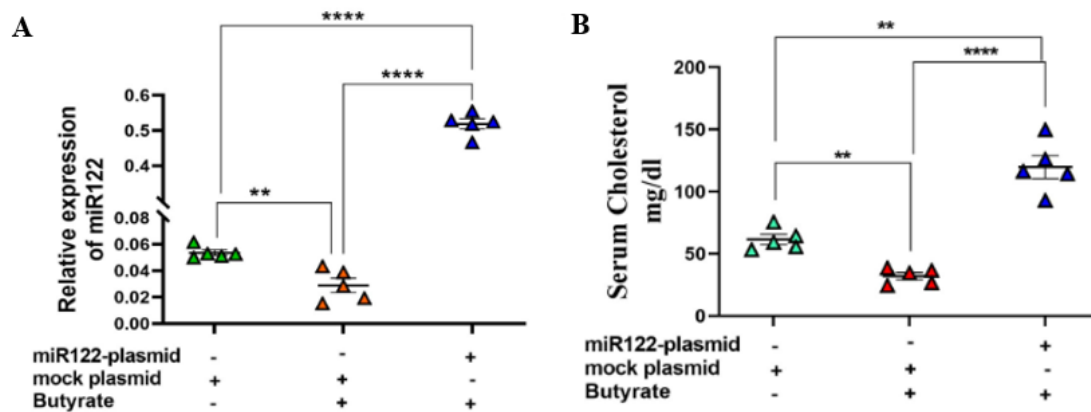 A
****
****
**
Relative expression
of miR122
0.6
0.5
0.4
0.08
0.06
0.04
0.02
0.00
miR122-plasmid - - +
mock plasmid + + -
Butyrate - + +
B
**
****
**
Serum Cholesterol
mg/dl
200
150
100
50
0
miR122-plasmid - - +
mock plasmid + + -
Butyrate - + +